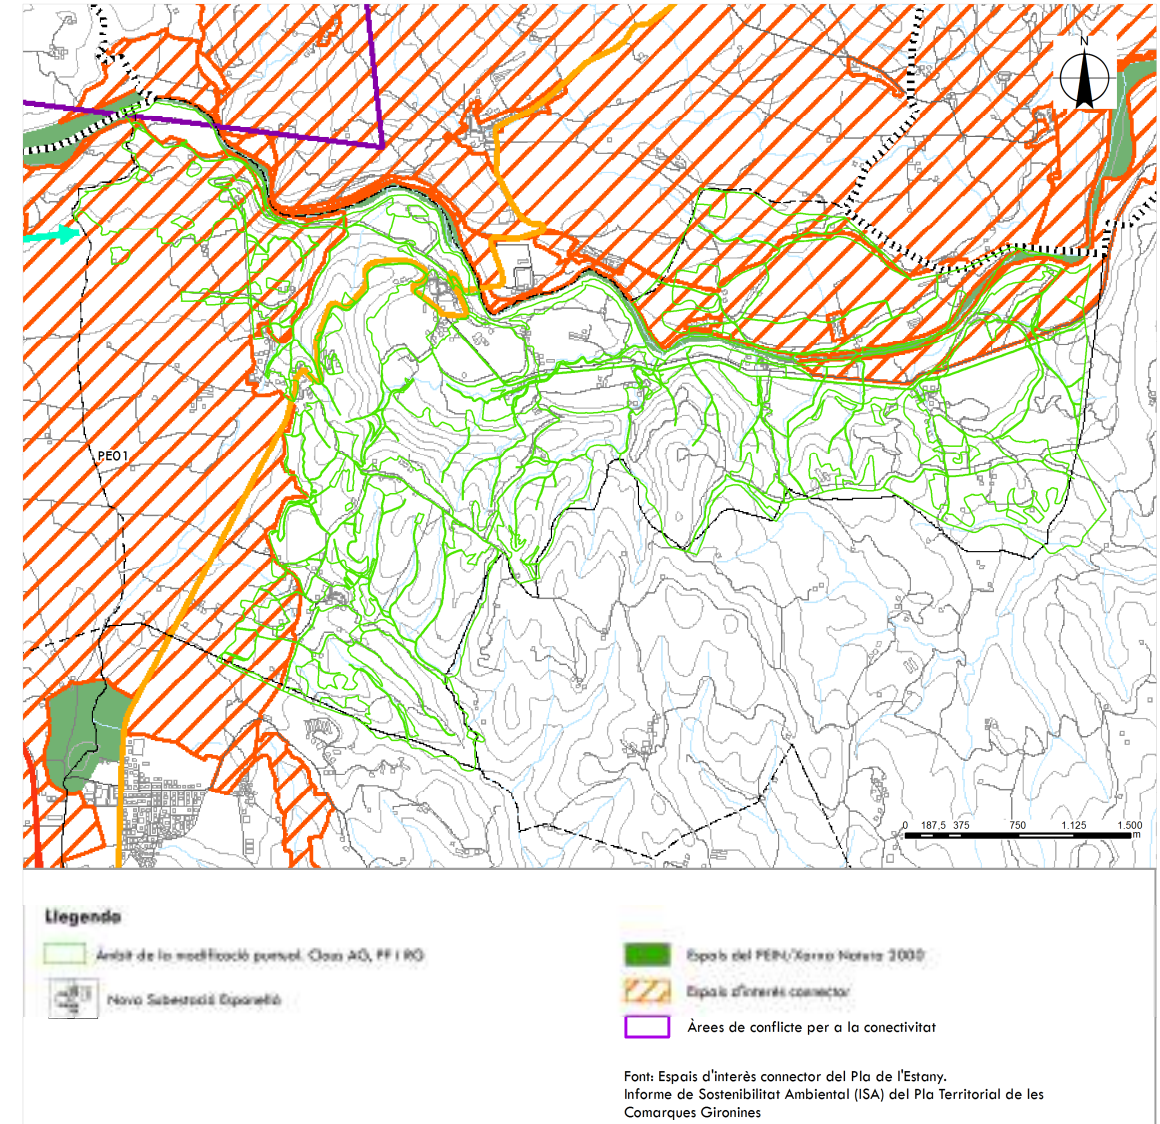 N
PE01
0 187,5 375 750 1.125 1.500
m
Llegenda
Àmbit de la modificació puntual. Claus AG, PF i RG
Nova Subestació Esponellà
Espais del PEIN/Xarxa Natura 2000
Espais d'interès connector
Àrees de conflicte per a la conectivitat
Font: Espais d'interès connector del Pla de l'Estany.
Informe de Sostenibilitat Ambiental (ISA) del Pla Territorial de les
Comarques Gironines